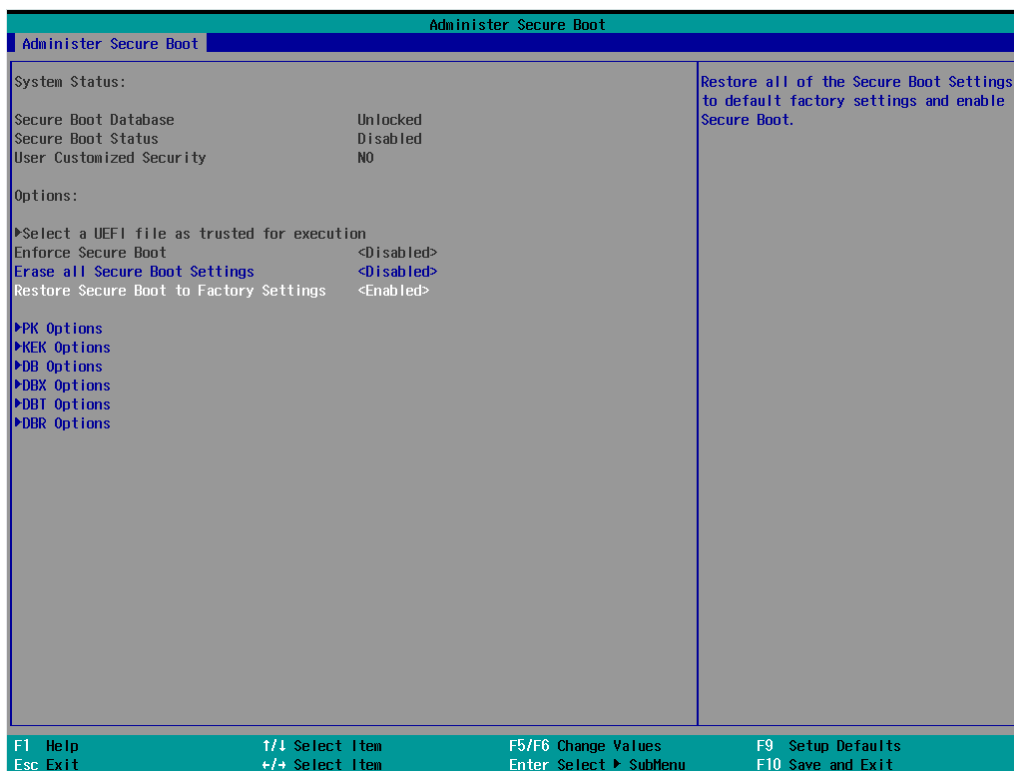 Administer Secure Boot
Administer Secure Boot
System Status:
Secure Boot Database Unlocked
Secure Boot Status Disabled
User Customized Security NO
Options:
▶Select a UEFI file as trusted for execution
Enforce Secure Boot <Disabled>
Erase all Secure Boot Settings <Disabled>
Restore Secure Boot to Factory Settings <Enabled>
▶PK Options
▶KEK Options
▶DB Options
▶DBX Options
▶DBT Options
▶DBR Options
Restore all of the Secure Boot Settings
to default factory settings and enable
Secure Boot.
F1 Help ↑/↓ Select Item F5/F6 Change Values F9 Setup Defaults
Esc Exit ←/→ Select Item Enter Select ▶ SubMenu F10 Save and Exit